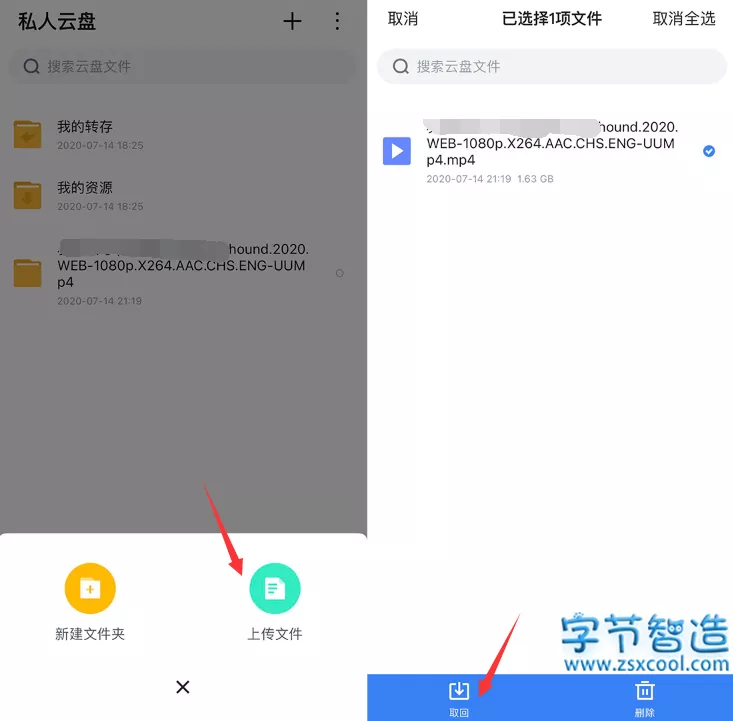 私人云盘
搜索云盘文件
我的转存
2020-07-14 18:25
我的资源
2020-07-14 18:25
hound.2020.
WEB-1080p.X264.AAC.CHS.ENG-UUM
p4
2020-07-14 21:19
新建文件夹
上传文件
取消
已选择1项文件
取消全选
搜索云盘文件
hound.2020.
WEB-1080p.X264.AAC.CHS.ENG-UUM
p4.mp4
2020-07-14 21:19 1.63 GB
字节智造
www.zsxcool.com
取回
删除